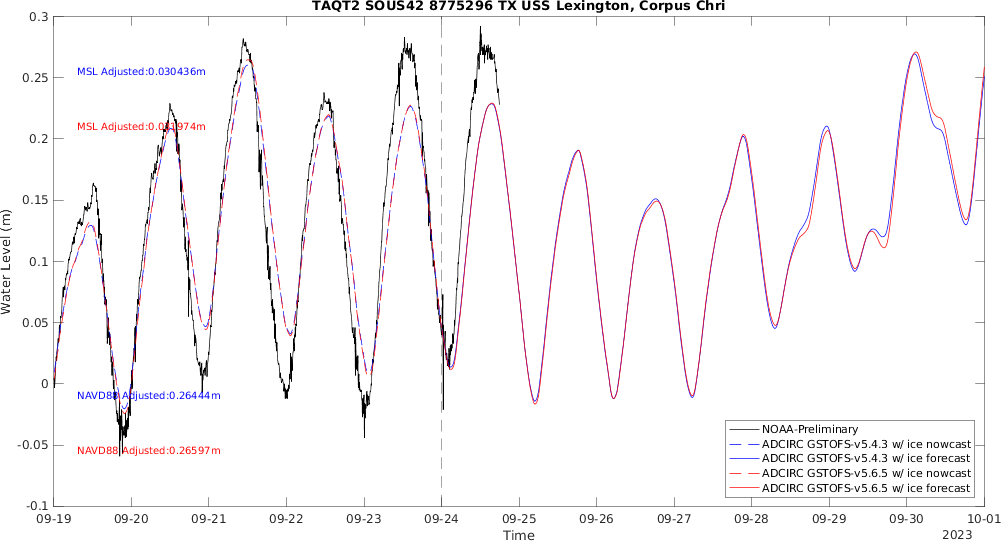 TAQT2 SOUS42 8775296 TX USS Lexington, Corpus Chri
0.3
0.25
0.2
0.15
0.1
0.05
0
-0.05
-0.1
Water Level (m)
MSL Adjusted:0.030436m
NAVD88 Adjusted:0.26444m
NAVD88 Adjusted:0.26597m
NOAA-Preliminary
ADCIRC GSTOFS-v5.4.3 w/ ice nowcast
ADCIRC GSTOFS-v5.4.3 w/ ice forecast
ADCIRC GSTOFS-v5.6.5 w/ ice nowcast
ADCIRC GSTOFS-v5.6.5 w/ ice forecast
09-19 09-20 09-21 09-22 09-23 09-24 09-25 09-26 09-27 09-28 09-29 09-30 10-01
Time
2023